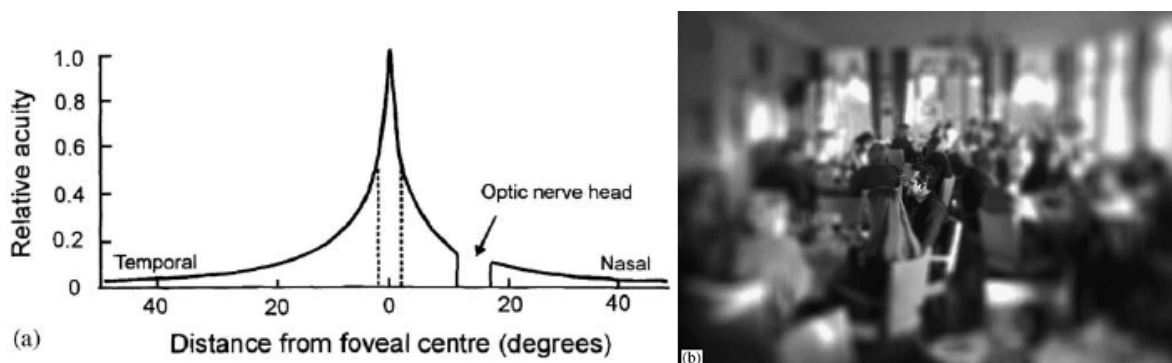 1.0
0.8
0.6
0.4
0.2
0
Relative acuity
Optic nerve head
Temporal
Nasal
40 20 0 20 40
Distance from foveal centre (degrees)
(a)
(b)